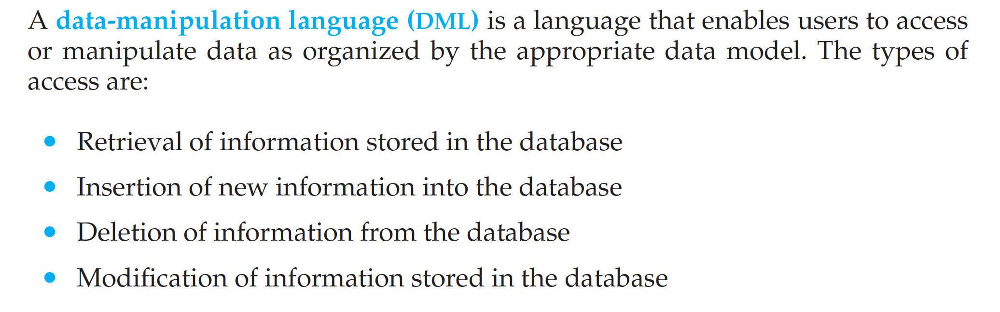 A data-manipulation language (DML) is a language that enables users to access
or manipulate data as organized by the appropriate data model. The types of
access are:
• Retrieval of information stored in the database
• Insertion of new information into the database
• Deletion of information from the database
• Modification of information stored in the database